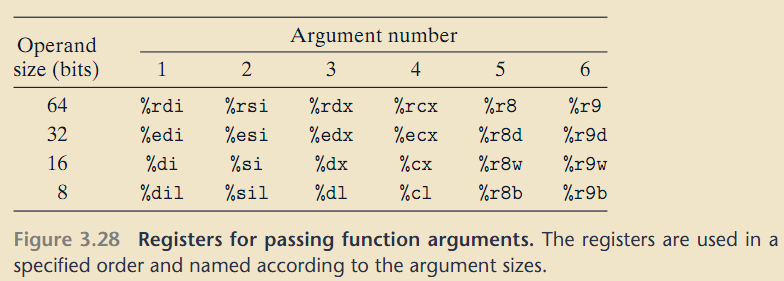 Operand Argument number
size (bits) 1 2 3 4 5 6
64 %rdi %rsi %rdx %rcx %r8 %r9
32 %edi %esi %edx %ecx %r8d %r9d
16 %di %si %dx %cx %r8w %r9w
8 %dil %sil %dl %cl %r8b %r9b
Figure 3.28 Registers for passing function arguments. The registers are used in a
specified order and named according to the argument sizes.